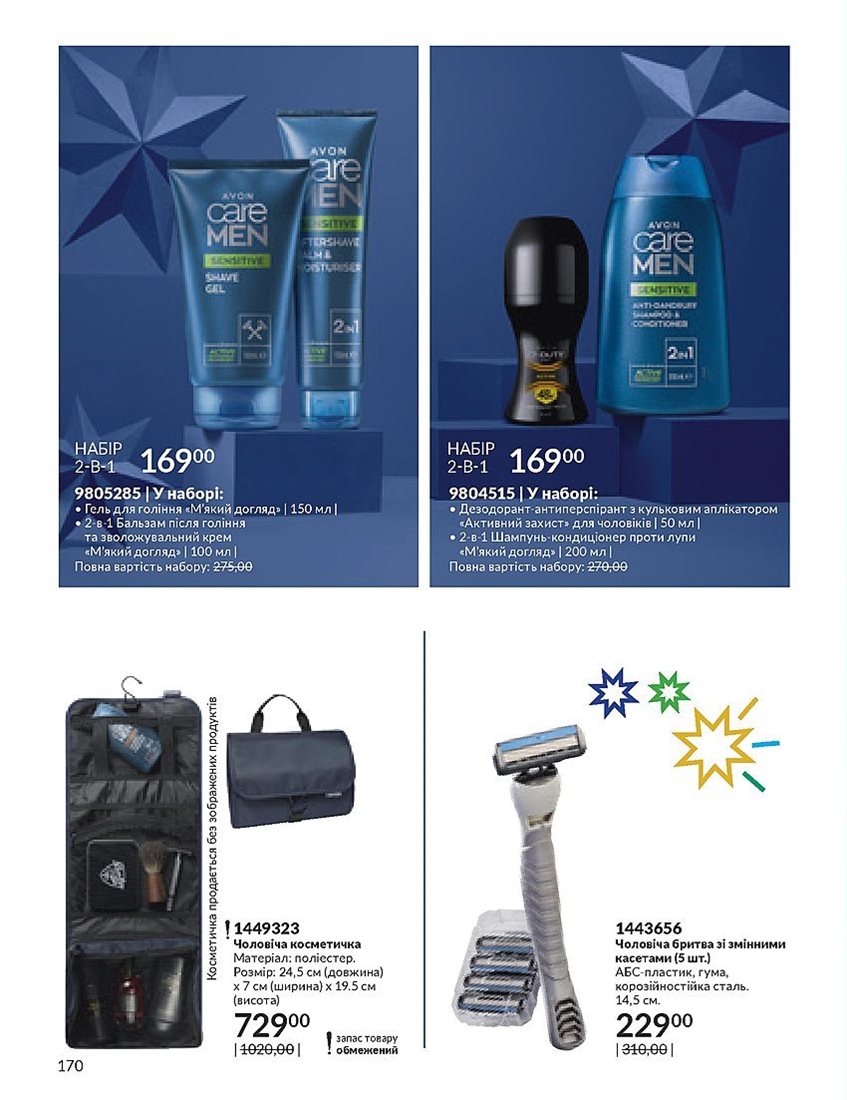 AVON
care
MEN
SENSITIVE
SHAVE
GEL
AVON
care
MEN
SENSITIVE
AFTERSHAVE
BALM &
MOISTURISER
2IN1
НАБІР
2-В-1
169⁰⁰
9805285 | У наборі:
• Гель для гоління «М’який догляд» | 150 мл |
• 2-в-1 Бальзам після гоління
та зволожувальний крем
«М’який догляд» | 100 мл |
Повна вартість набору: 275,00
48h
AVON
care
MEN
SENSITIVE
ANTI-DANDRUFF
SHAMPOO &
CONDITIONER
2IN1
НАБІР
2-В-1
169⁰⁰
9804515 | У наборі:
• Дезодорант-антиперспірант з кульковим аплікатором
«Активний захист» для чоловіків | 50 мл |
• 2-в-1 Шампунь-кондиціонер проти лупи
«М’який догляд» | 200 мл |
Повна вартість набору: 270,00
Косметичка продається без зображених продуктів
! 1449323
Чоловіча косметичка
Матеріал: поліестер.
Розмір: 24,5 см (довжина)
х 7 см (ширина) х 19.5 см
(висота)
729⁰⁰
| 1020,00 |
! запас товару
обмежений
1443656
Чоловіча бритва зі змінними
касетами (5 шт.)
АБС-пластик, гума,
корозійностійка сталь.
14,5 см.
229⁰⁰
| 310,00 |
170